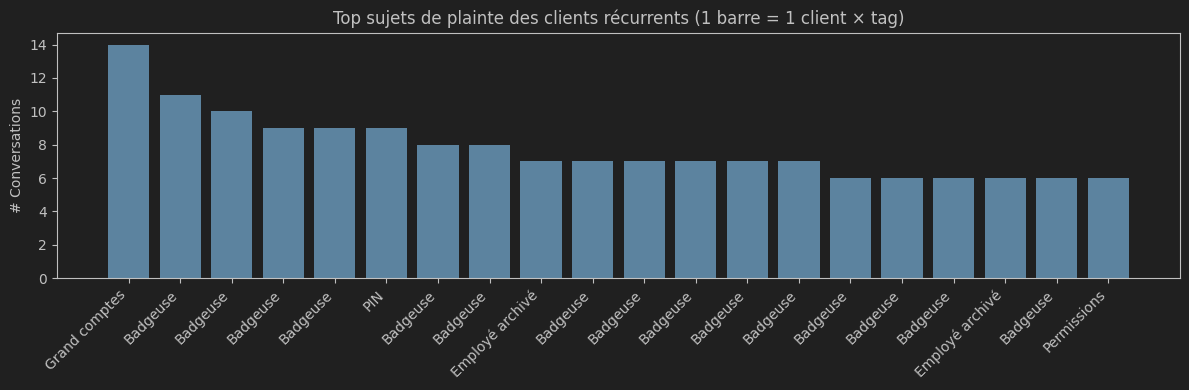 Top sujets de plainte des clients récurrents (1 barre = 1 client × tag)
# Conversations
14
12
10
8
6
4
2
0
Grand comptes
Badgeuse
Badgeuse
Badgeuse
Badgeuse
PIN
Badgeuse
Badgeuse
Employé archivé
Badgeuse
Badgeuse
Badgeuse
Badgeuse
Badgeuse
Badgeuse
Badgeuse
Badgeuse
Employé archivé
Badgeuse
Permissions